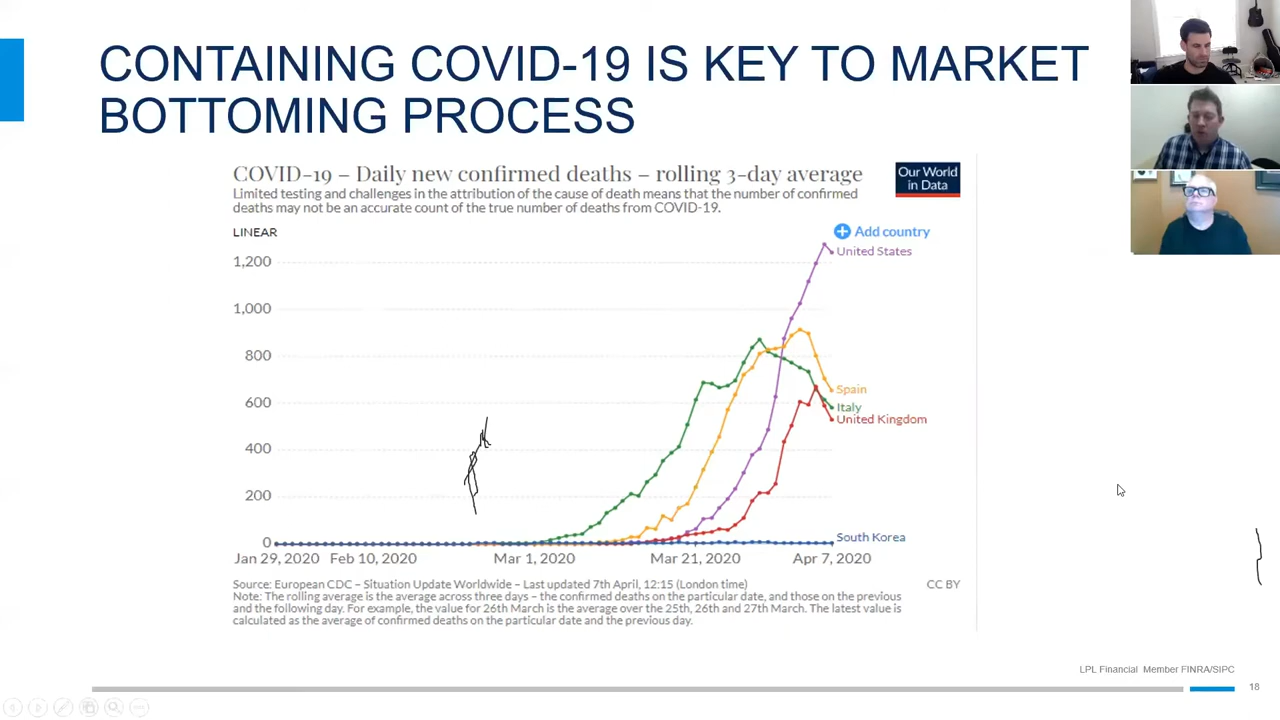 CONTAINING COVID-19 IS KEY TO MARKET
BOTTOMING PROCESS
COVID-19 – Daily new confirmed deaths – rolling 3-day average
Limited testing and challenges in the attribution of the cause of death means that the number of confirmed
deaths may not be an accurate count of the true number of deaths from COVID-19.
Our World
in Data
LINEAR
Add country
United States
1,200
1,000
800
600
400
200
0
Spain
Italy
United Kingdom
South Korea
Jan 29, 2020 Feb 10, 2020 Mar 1, 2020 Mar 21, 2020 Apr 7, 2020
Source: European CDC – Situation Update Worldwide – Last updated 7th April, 12:15 (London time) CC BY
Note: The rolling average is the average across three days – the confirmed deaths on the particular date, and those on the previous
and the following day. For example, the value for 26th March is the average over the 25th, 26th and 27th March. The latest value is
calculated as the average of confirmed deaths on the particular date and the previous day.
LPL Financial Member FINRA/SIPC
18